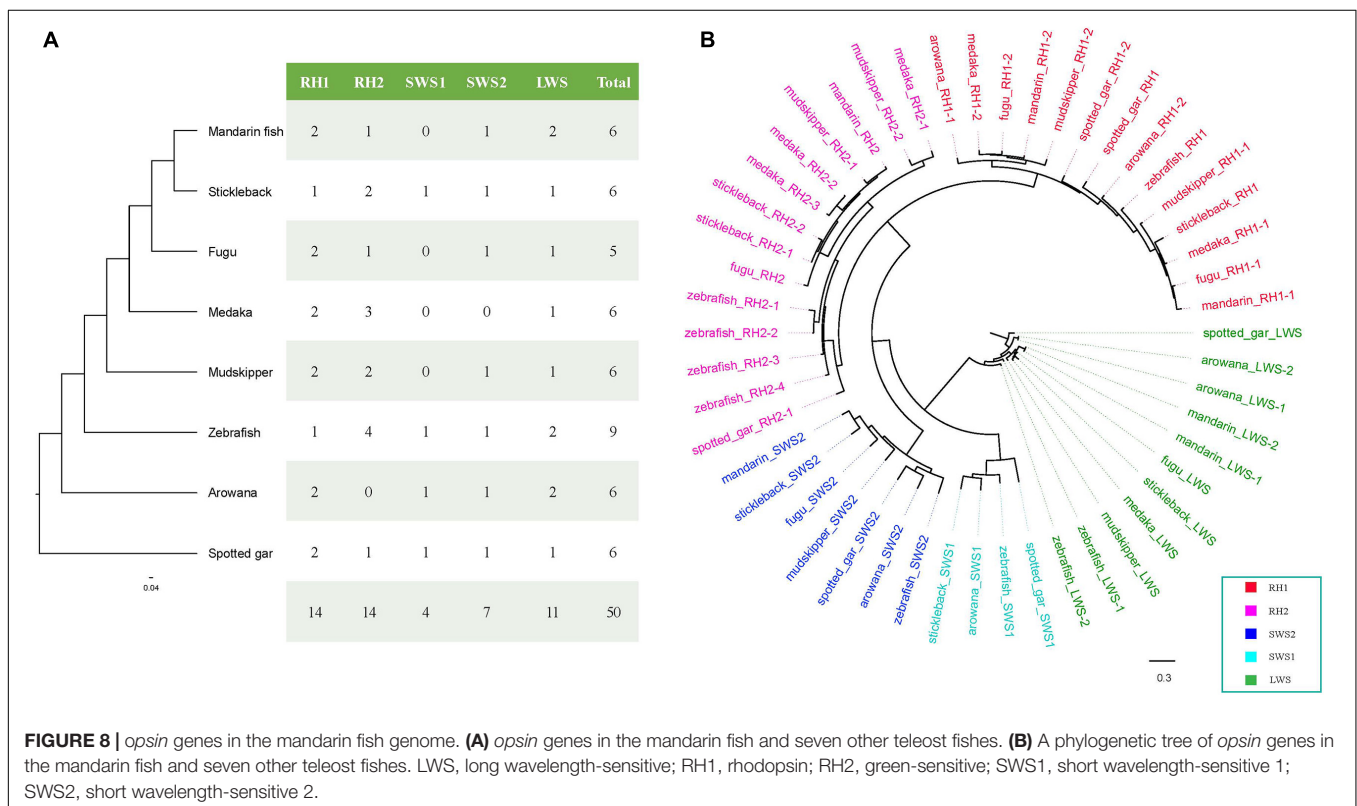 A
RH1 RH2 SWS1 SWS2 LWS Total
Mandarin fish 2 1 0 1 2 6
Stickleback 1 2 1 1 1 6
Fugu 2 1 0 1 1 5
Medaka 2 3 0 0 1 6
Mudskipper 2 2 0 1 1 6
Zebrafish 1 4 1 1 2 9
Arowana 2 0 1 1 2 6
Spotted gar 2 1 1 1 1 6
0.04
14 14 4 7 11 50
B
spotted_gar_RH2-1
zebrafish_RH2-4
zebrafish_RH2-3
zebrafish_RH2-2
zebrafish_RH2-1
fugu_RH2
stickleback_RH2-1
stickleback_RH2-2
medaka_RH2-3
medaka_RH2-2
mudskipper_RH2-1
mandarin_RH2
mudskipper_RH2-2
medaka_RH2-1
arowana_RH1-1
medaka_RH1-2
fugu_RH1-2
mandarin_RH1-2
mudskipper_RH1-2
spotted_gar_RH1-2
spotted_gar_RH1
arowana_RH1-2
zebrafish_RH1
mudskipper_RH1-1
stickleback_RH1
medaka_RH1-1
fugu_RH1-1
mandarin_RH1-1
spotted_gar_LWS
arowana_LWS-2
arowana_LWS-1
mandarin_LWS-2
mandarin_LWS-1
fugu_LWS
stickleback_LWS
medaka_LWS
mudskipper_LWS
zebrafish_LWS-1
zebrafish_LWS-2
spotted_gar_SWS1
zebrafish_SWS1
arowana_SWS1
stickleback_SWS1
zebrafish_SWS2
arowana_SWS2
spotted_gar_SWS2
mudskipper_SWS2
fugu_SWS2
stickleback_SWS2
mandarin_SWS2
0.3
RH1
RH2
SWS2
SWS1
LWS
FIGURE 8 | opsin genes in the mandarin fish genome. (A) opsin genes in the mandarin fish and seven other teleost fishes. (B) A phylogenetic tree of opsin genes in
the mandarin fish and seven other teleost fishes. LWS, long wavelength-sensitive; RH1, rhodopsin; RH2, green-sensitive; SWS1, short wavelength-sensitive 1;
SWS2, short wavelength-sensitive 2.